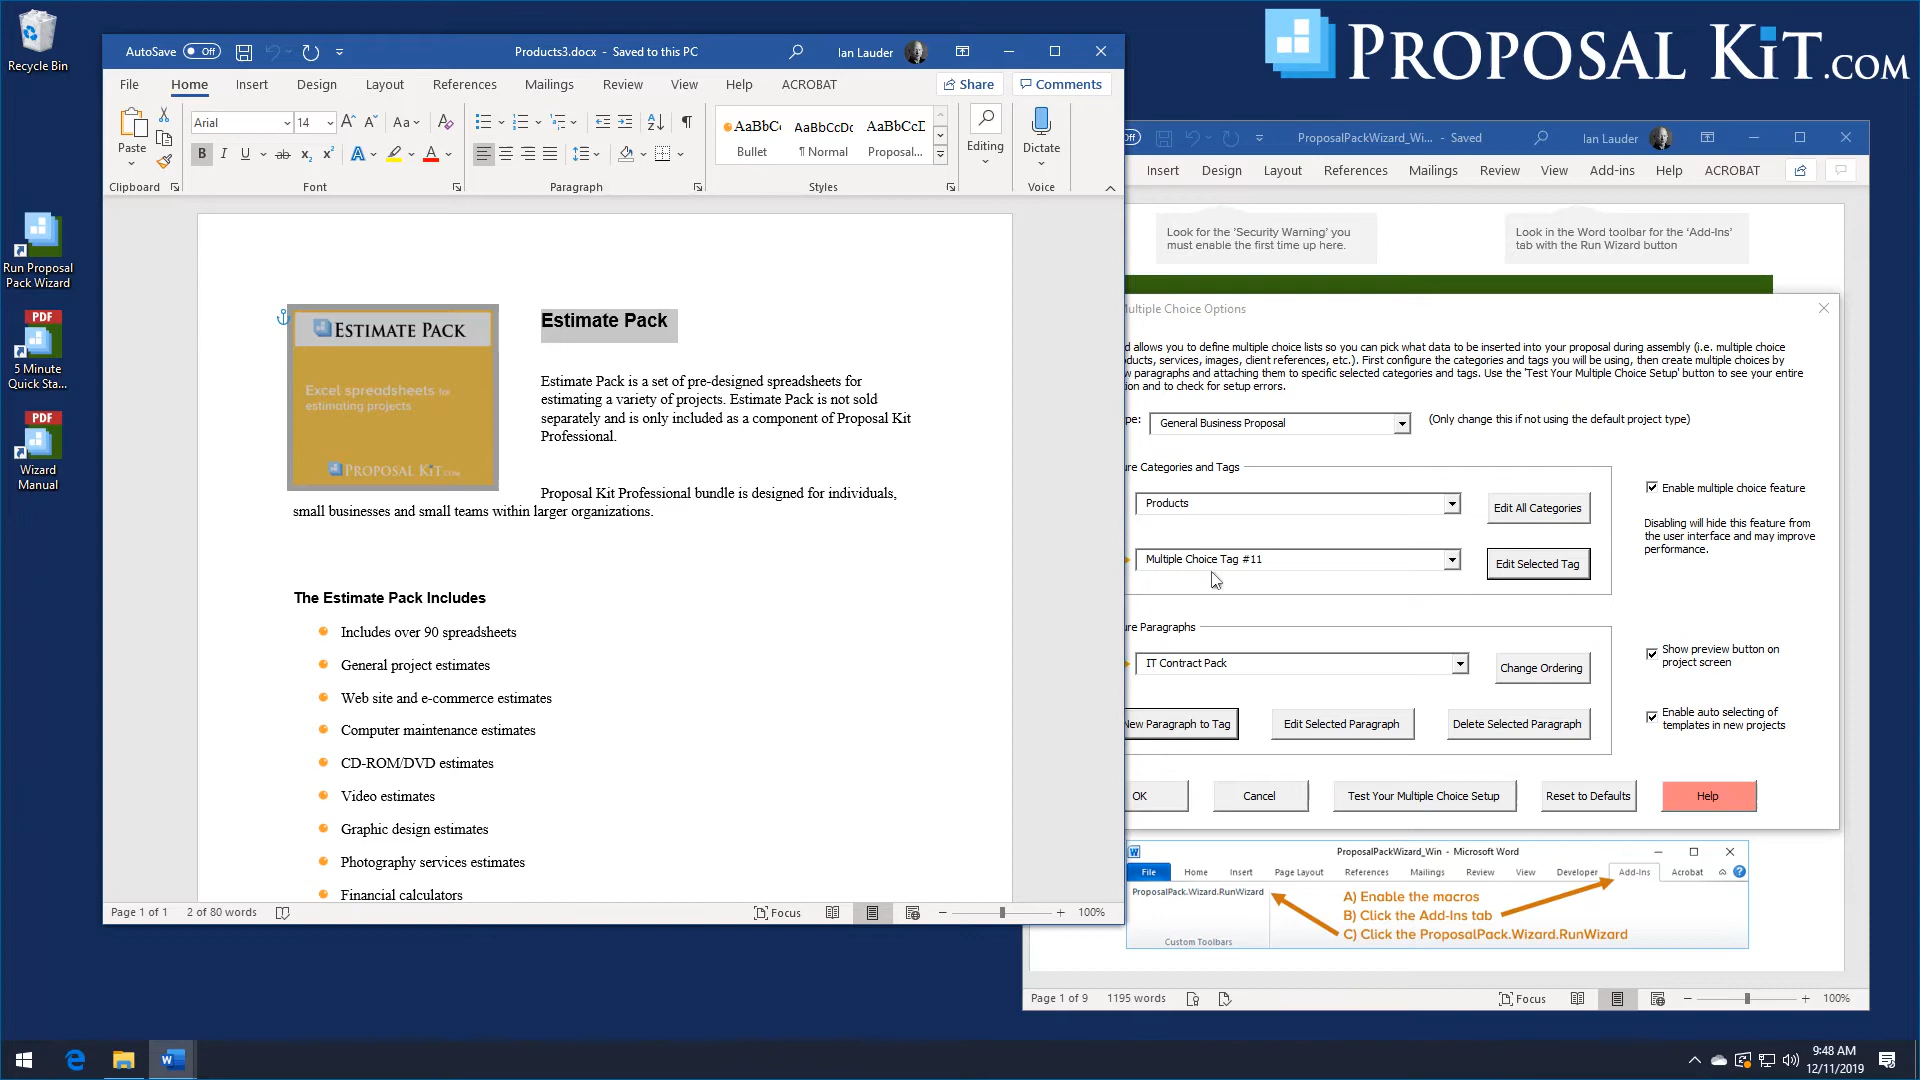 Recycle Bin
Run Proposal
Pack Wizard
PDF
5 Minute
Quick Sta...
PDF
Wizard
Manual
PROPOSAL KIT.COM
AutoSave Off
Products3.docx - Saved to this PC
Ian Lauder
File Home Insert Design Layout References Mailings Review View Help ACROBAT
Share Comments
Paste
Clipboard
Arial 14
Aa
B I U ab x₂ x² A A
Font
Paragraph
AaBbC AaBbCcDc AaBbCcD
Bullet ¶ Normal Proposal...
Styles
Editing
Dictate
Voice
ESTIMATE PACK
Excel spreadsheets for
estimating projects
PROPOSAL KIT.COM
Estimate Pack
Estimate Pack is a set of pre-designed spreadsheets for
estimating a variety of projects. Estimate Pack is not sold
separately and is only included as a component of Proposal Kit
Professional.
Proposal Kit Professional bundle is designed for individuals,
small businesses and small teams within larger organizations.
The Estimate Pack Includes
Includes over 90 spreadsheets
General project estimates
Web site and e-commerce estimates
Computer maintenance estimates
CD-ROM/DVD estimates
Video estimates
Graphic design estimates
Photography services estimates
Financial calculators
Page 1 of 1 2 of 80 words
Focus
100%
ProposalPackWizard_Wi... - Saved
Ian Lauder
Insert Design Layout References Mailings Review View Add-ins Help ACROBAT
Look for the 'Security Warning' you
must enable the first time up here.
Look in the Word toolbar for the 'Add-Ins'
tab with the Run Wizard button
Multiple Choice Options
allows you to define multiple choice lists so you can pick what data to be inserted into your proposal during assembly (i.e. multiple choice
services, images, client references, etc.). First configure the categories and tags you will be using, then create multiple choices by
paragraphs and attaching them to specific selected categories and tags. Use the 'Test Your Multiple Choice Setup' button to see your entire
and to check for setup errors.
General Business Proposal
(Only change this if not using the default project type)
Categories and Tags
Products
Edit All Categories
Multiple Choice Tag #11
Edit Selected Tag
Enable multiple choice feature
Disabling will hide this feature from
the user interface and may improve
performance.
Paragraphs
IT Contract Pack
Change Ordering
New Paragraph to Tag
Edit Selected Paragraph
Delete Selected Paragraph
Show preview button on
project screen
Enable auto selecting of
templates in new projects
OK
Cancel
Test Your Multiple Choice Setup
Reset to Defaults
Help
ProposalPackWizard_Win - Microsoft Word
File Home Insert Page Layout References Mailings Review View Developer Add-Ins Acrobat
ProposalPack.Wizard.RunWizard
A) Enable the macros
B) Click the Add-Ins tab
C) Click the ProposalPack.Wizard.RunWizard
Custom Toolbars
Page 1 of 9 1195 words
Focus
100%
9:48 AM
12/11/2019